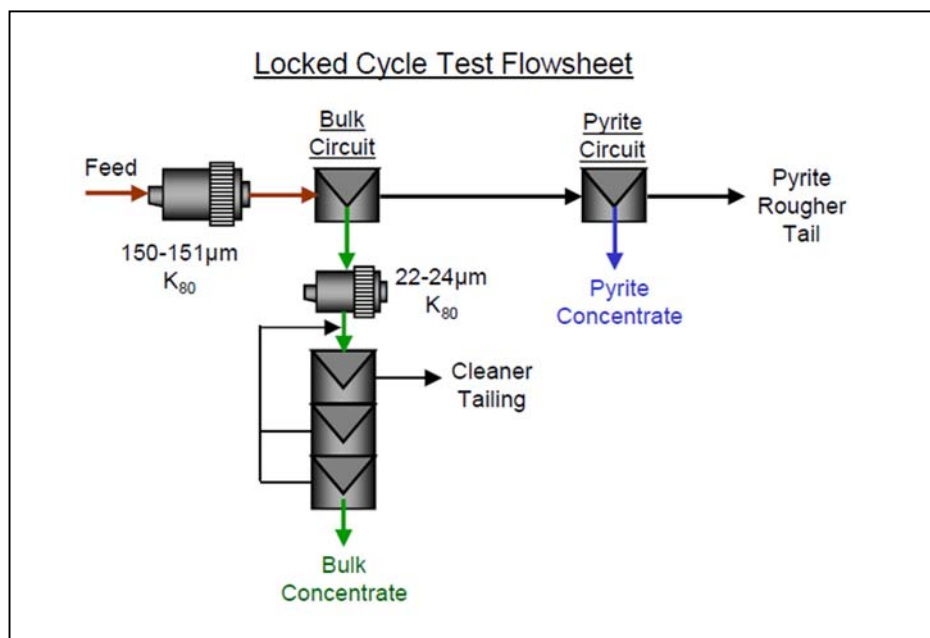 Locked Cycle Test Flowsheet
Bulk
Circuit
Pyrite
Circuit
Feed
Pyrite
Rougher
Tail
150-151µm
K80
22-24µm
K80
Pyrite
Concentrate
Cleaner
Tailing
Bulk
Concentrate